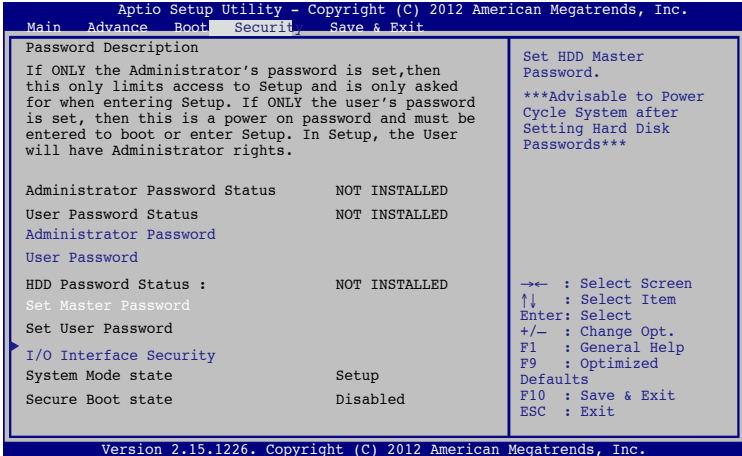 Aptio Setup Utility – Copyright (C) 2012 American Megatrends, Inc.
Main Advance Boot Security Save & Exit
Password Description
If ONLY the Administrator's password is set,then
this only limits access to Setup and is only asked
for when entering Setup. If ONLY the user's password
is set, then this is a power on password and must be
entered to boot or enter Setup. In Setup, the User
will have Administrator rights.
Administrator Password Status NOT INSTALLED
User Password Status NOT INSTALLED
Administrator Password
User Password
HDD Password Status : NOT INSTALLED
Set Master Password
Set User Password
I/O Interface Security
System Mode state Setup
Secure Boot state Disabled
Set HDD Master
Password.
***Advisable to Power
Cycle System after
Setting Hard Disk
Passwords***
→← : Select Screen
↑↓ : Select Item
Enter: Select
+/— : Change Opt.
F1 : General Help
F9 : Optimized
Defaults
F10 : Save & Exit
ESC : Exit
Version 2.15.1226. Copyright (C) 2012 American Megatrends, Inc.